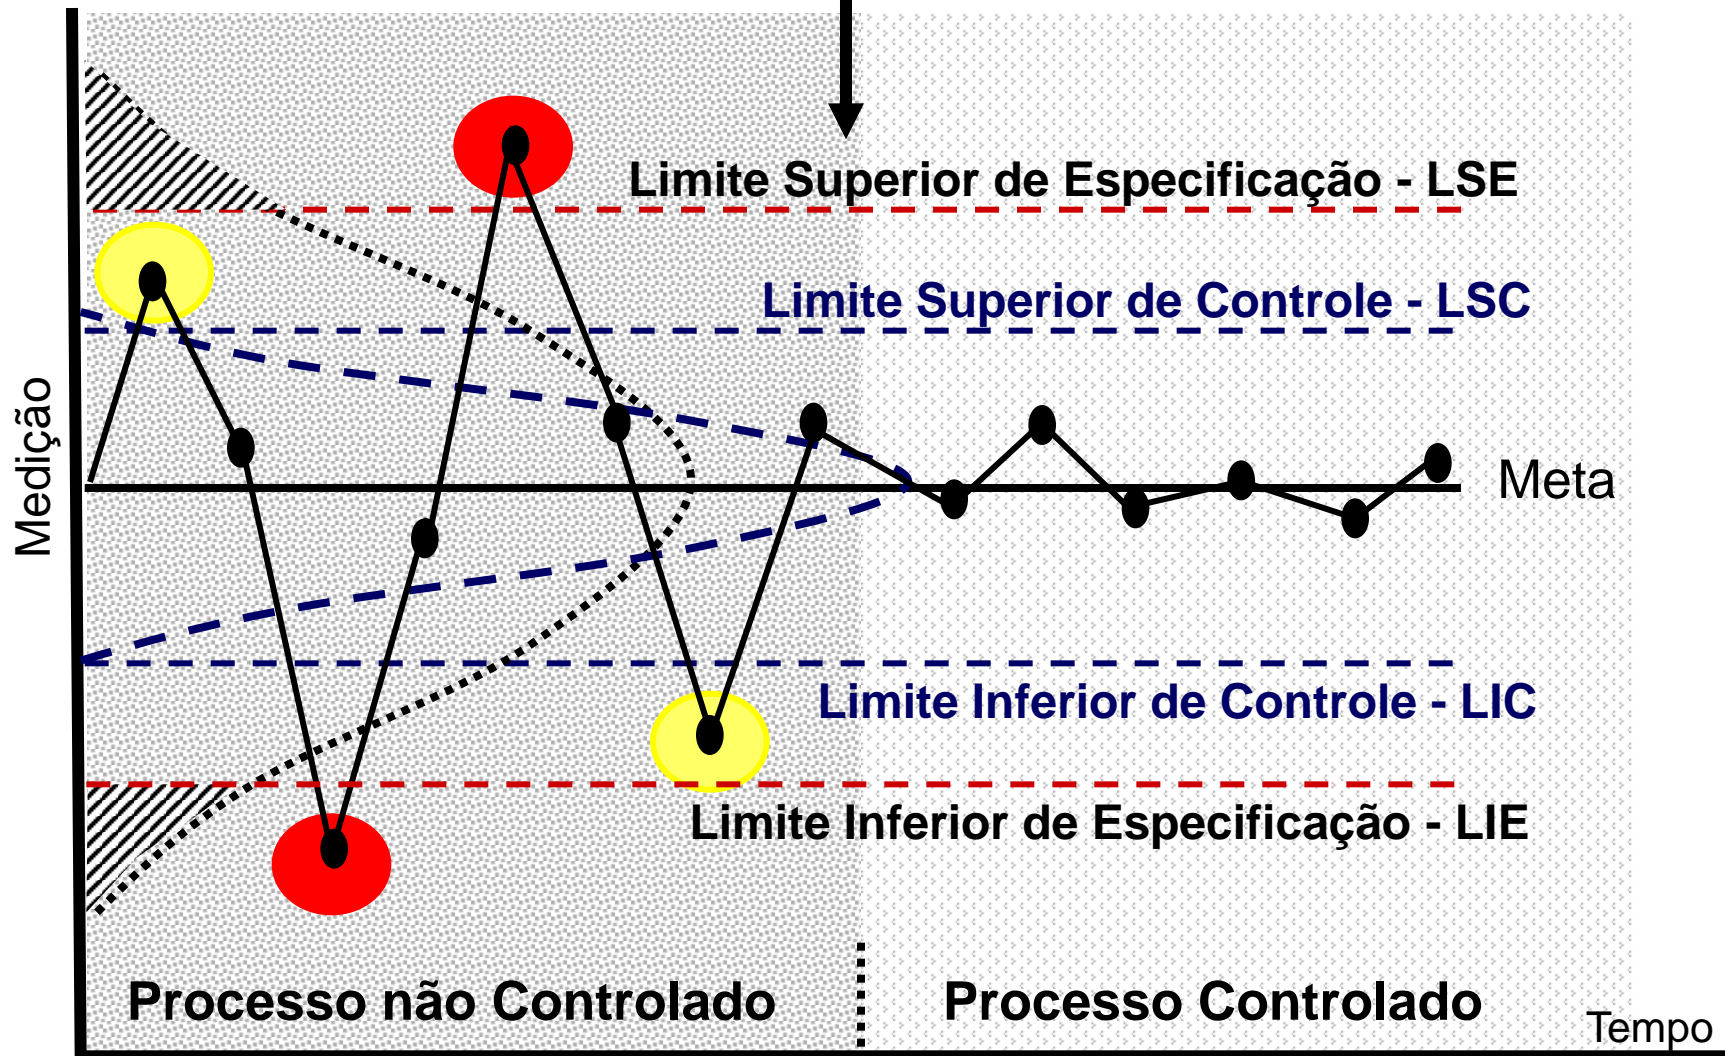 Limite Superior de Especificação - LSE
Limite Superior de Controle - LSC
Medição
Meta
Limite Inferior de Controle - LIC
Limite Inferior de Especificação - LIE
Processo não Controlado
Processo Controlado
Tempo